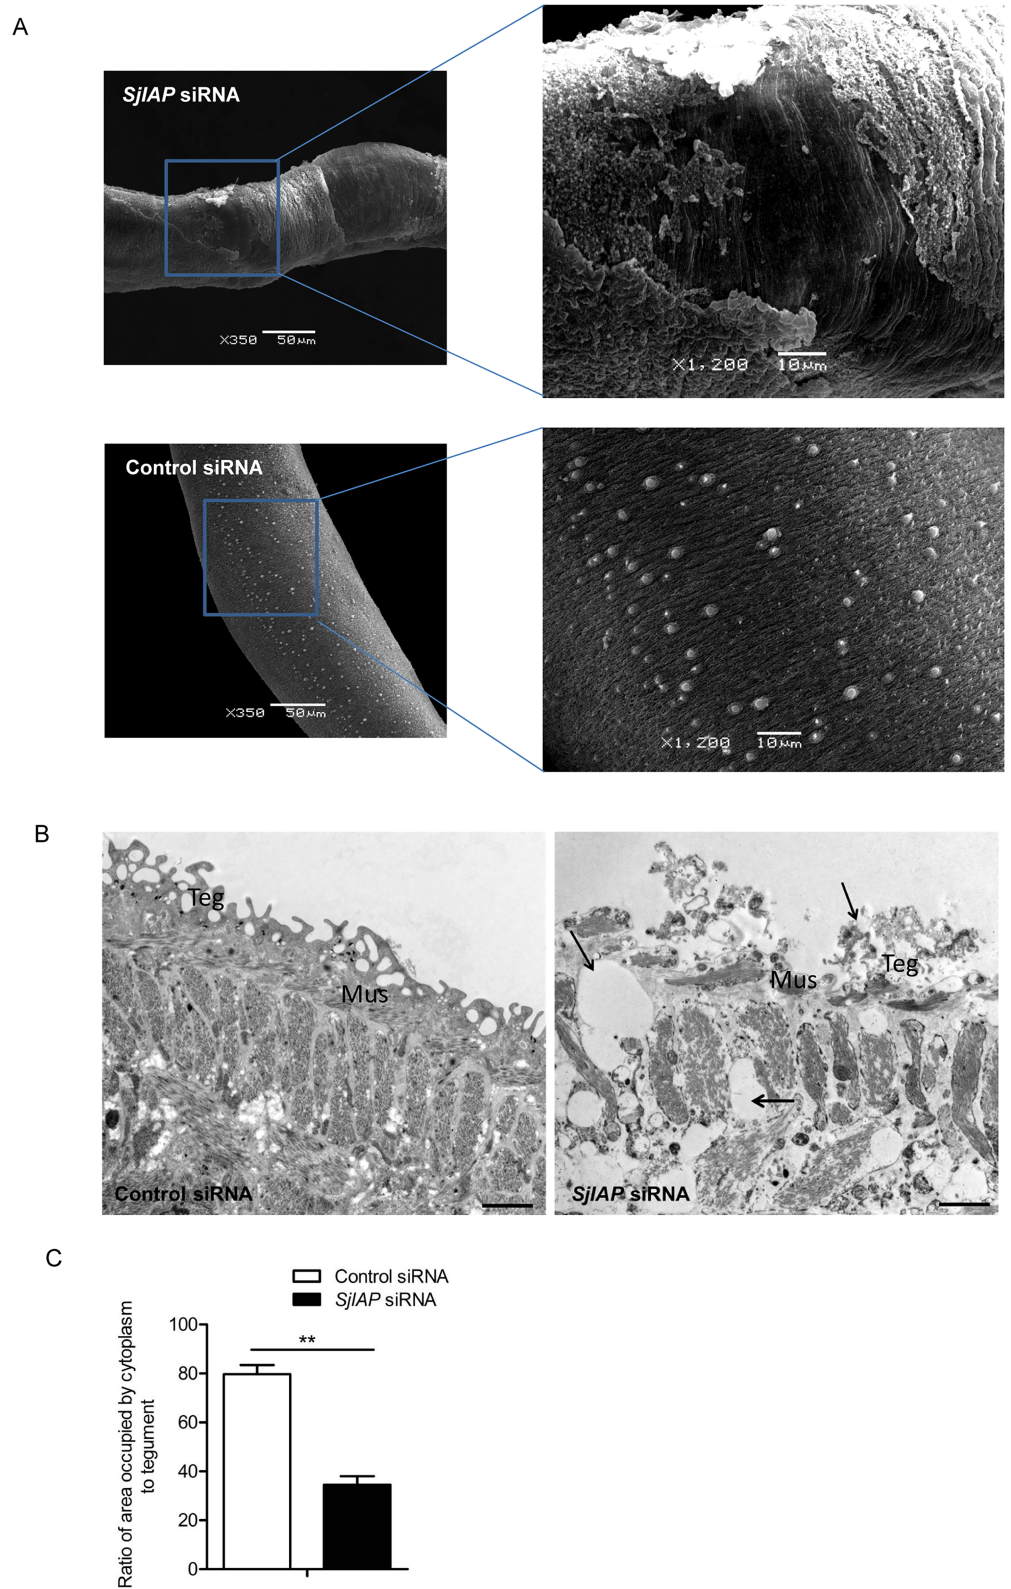 A
SjIAP siRNA
X350 50μm
X1,200 10μm
Control siRNA
X350 50μm
X1,200 10μm
B
Teg
Mus
Control siRNA
Mus
Teg
SjIAP siRNA
C
Control siRNA
SjIAP siRNA
**
Ratio of area occupied by cytoplasm
to tegument
100
80
60
40
20
0